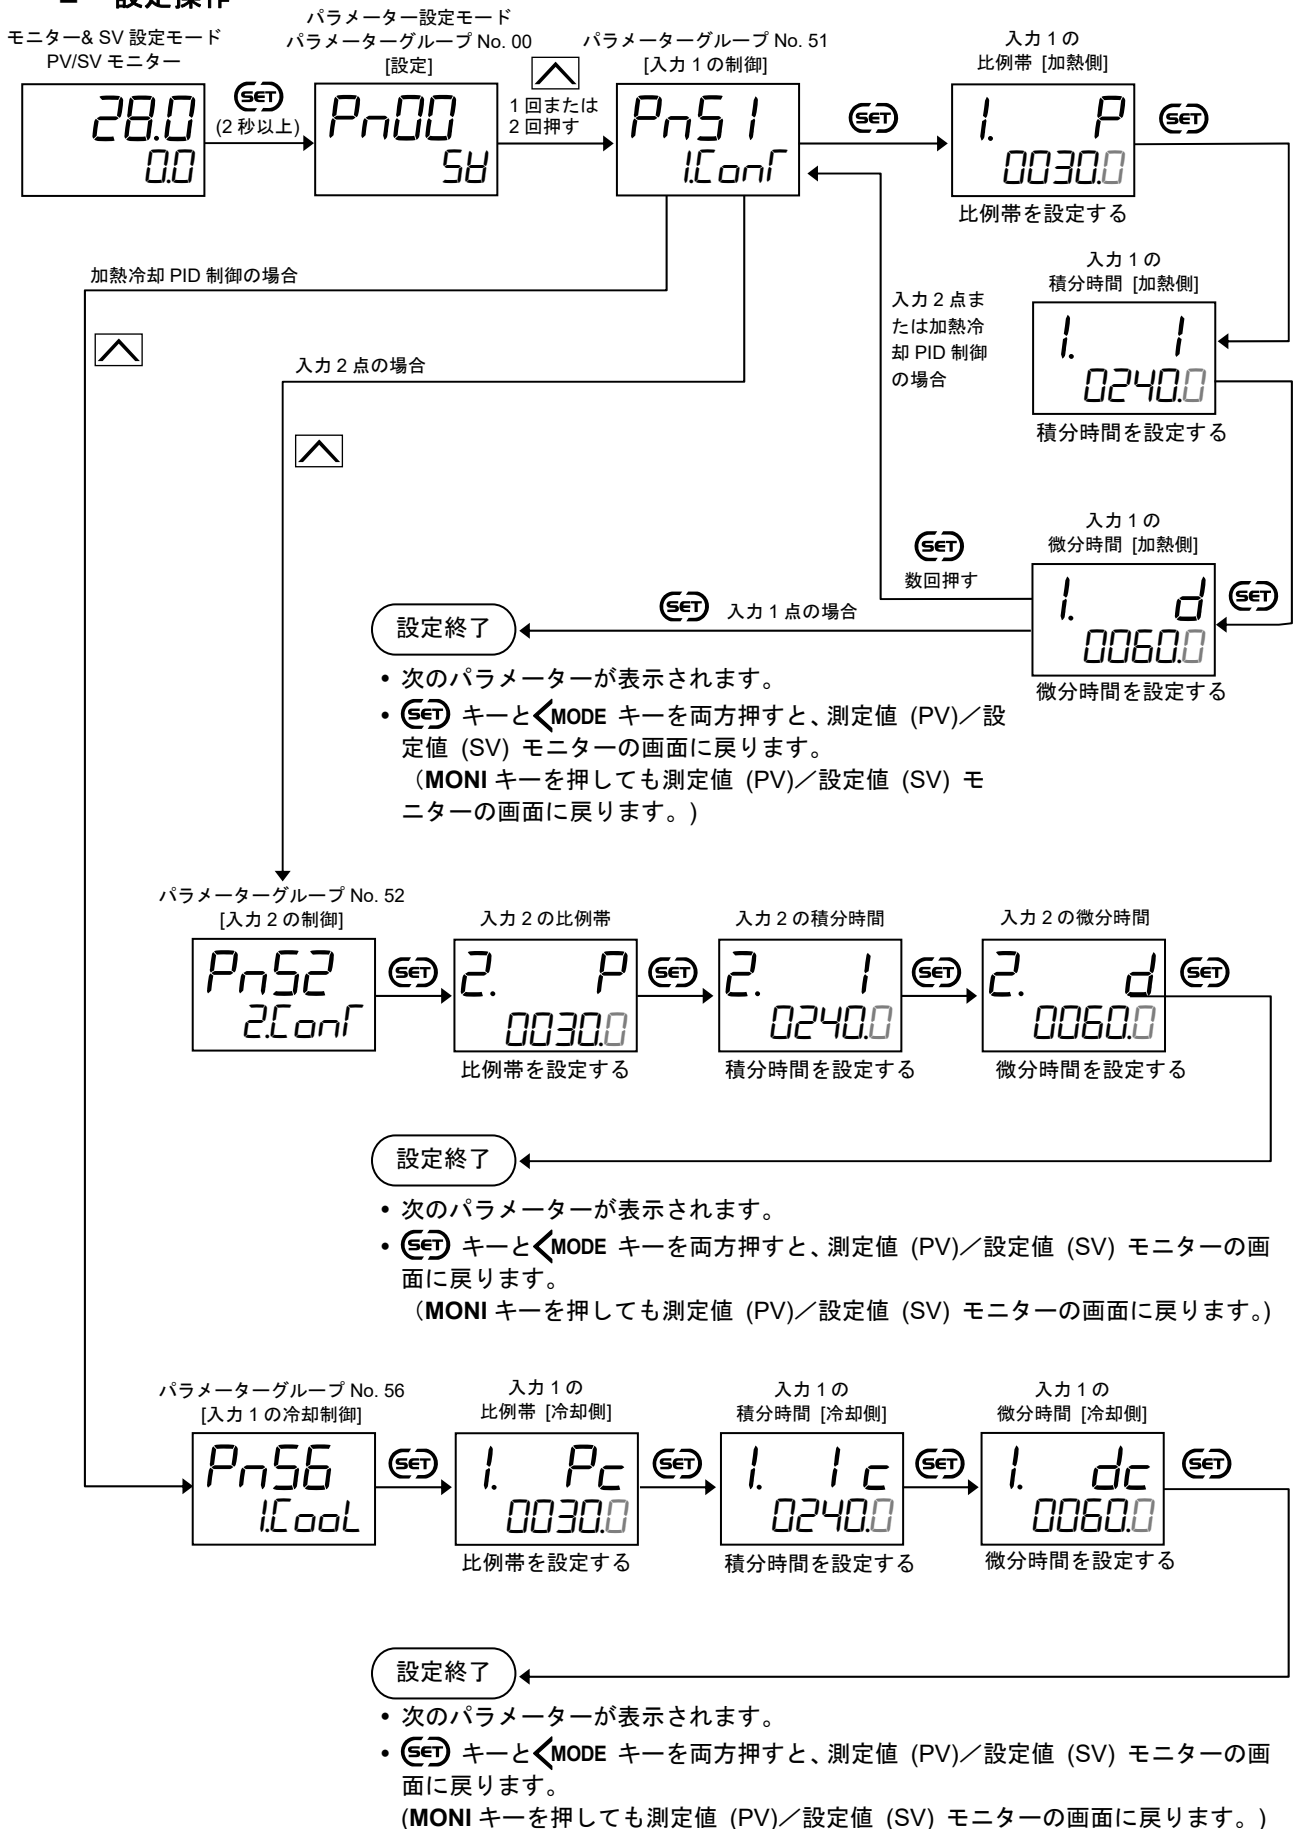 設定操作
モニター& SV 設定モード
PV/SV モニター
28.0
0.0
SET
(2 秒以上)
パラメーター設定モード
パラメーターグループ No. 00
[設定]
Pn00
SV
1 回または
2 回押す
パラメーターグループ No. 51
[入力 1 の制御]
Pn51
1.Cont
SET
入力 1 の
比例帯 [加熱側]
1. P
0030.0
比例帯を設定する
SET
入力 1 の
積分時間 [加熱側]
1. I
0240.0
積分時間を設定する
加熱冷却 PID 制御の場合
入力 2 点の場合
入力 2 点ま
たは加熱冷
却 PID 制御
の場合
SET
数回押す
入力 1 の
微分時間 [加熱側]
1. d
0060.0
微分時間を設定する
SET
SET
入力 1 点の場合
設定終了
• 次のパラメーターが表示されます。
• SET キーと<MODE キーを両方押すと、測定値 (PV)／設
定値 (SV) モニターの画面に戻ります。
（MONI キーを押しても測定値 (PV)／設定値 (SV) モ
ニターの画面に戻ります。)
パラメーターグループ No. 52
[入力 2 の制御]
Pn52
2.Cont
SET
入力 2 の比例帯
2. P
0030.0
比例帯を設定する
SET
入力 2 の積分時間
2. I
0240.0
積分時間を設定する
SET
入力 2 の微分時間
2. d
0060.0
微分時間を設定する
SET
設定終了
• 次のパラメーターが表示されます。
• SET キーと<MODE キーを両方押すと、測定値 (PV)／設定値 (SV) モニターの画
面に戻ります。
（MONI キーを押しても測定値 (PV)／設定値 (SV) モニターの画面に戻ります。)
パラメーターグループ No. 56
[入力 1 の冷却制御]
Pn56
1.CooL
SET
入力 1 の
比例帯 [冷却側]
1. Pc
0030.0
比例帯を設定する
SET
入力 1 の
積分時間 [冷却側]
1. Ic
0240.0
積分時間を設定する
SET
入力 1 の
微分時間 [冷却側]
1. dc
0060.0
微分時間を設定する
SET
設定終了
• 次のパラメーターが表示されます。
• SET キーと<MODE キーを両方押すと、測定値 (PV)／設定値 (SV) モニターの画
面に戻ります。
(MONI キーを押しても測定値 (PV)／設定値 (SV) モニターの画面に戻ります。)